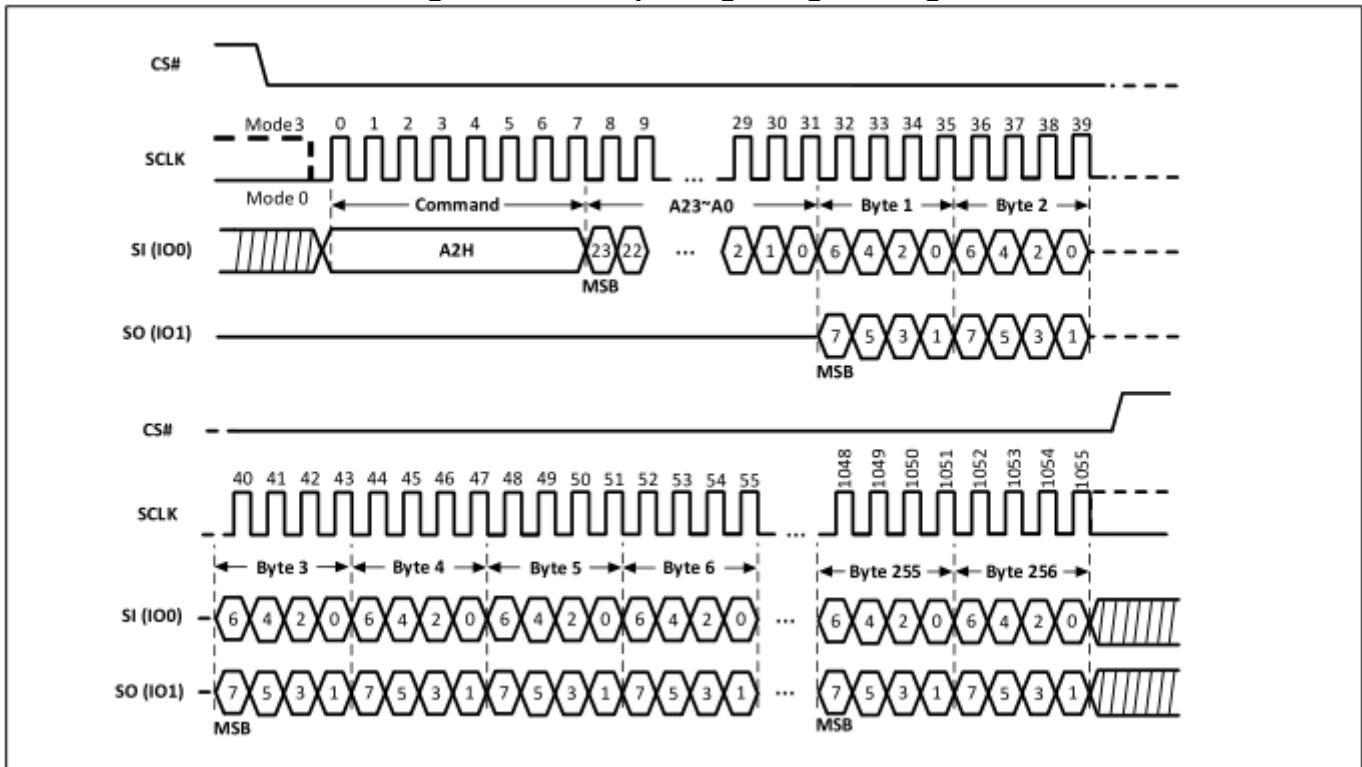 CS#
Mode 3
0 1 2 3 4 5 6 7 8 9 29 30 31 32 33 34 35 36 37 38 39
SCLK
...
Mode 0
Command A23~A0 Byte 1 Byte 2
SI (IO0) A2H 23 22 ... 2 1 0 6 4 2 0 6 4 2 0
MSB
SO (IO1) 7 5 3 1 7 5 3 1
MSB
CS#
40 41 42 43 44 45 46 47 48 49 50 51 52 53 54 55 1048 1049 1050 1051 1052 1053 1054 1055
SCLK
...
Byte 3 Byte 4 Byte 5 Byte 6 Byte 255 Byte 256
SI (IO0) 6 4 2 0 6 4 2 0 6 4 2 0 6 4 2 0 ... 6 4 2 0 6 4 2 0
SO (IO1) 7 5 3 1 7 5 3 1 7 5 3 1 7 5 3 1 ... 7 5 3 1 7 5 3 1
MSB MSB